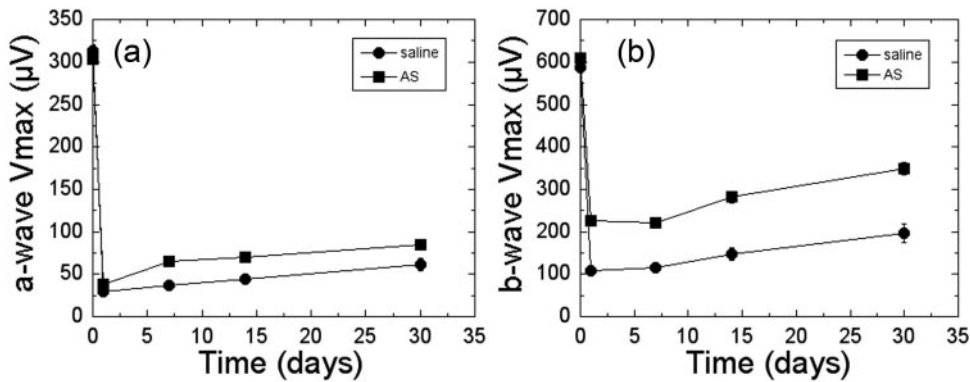 350
300
250
200
150
100
50
0
a-wave Vmax (µV)
(a)
saline
AS
0 5 10 15 20 25 30 35
Time (days)
700
600
500
400
300
200
100
0
b-wave Vmax (µV)
(b)
saline
AS
0 5 10 15 20 25 30 35
Time (days)